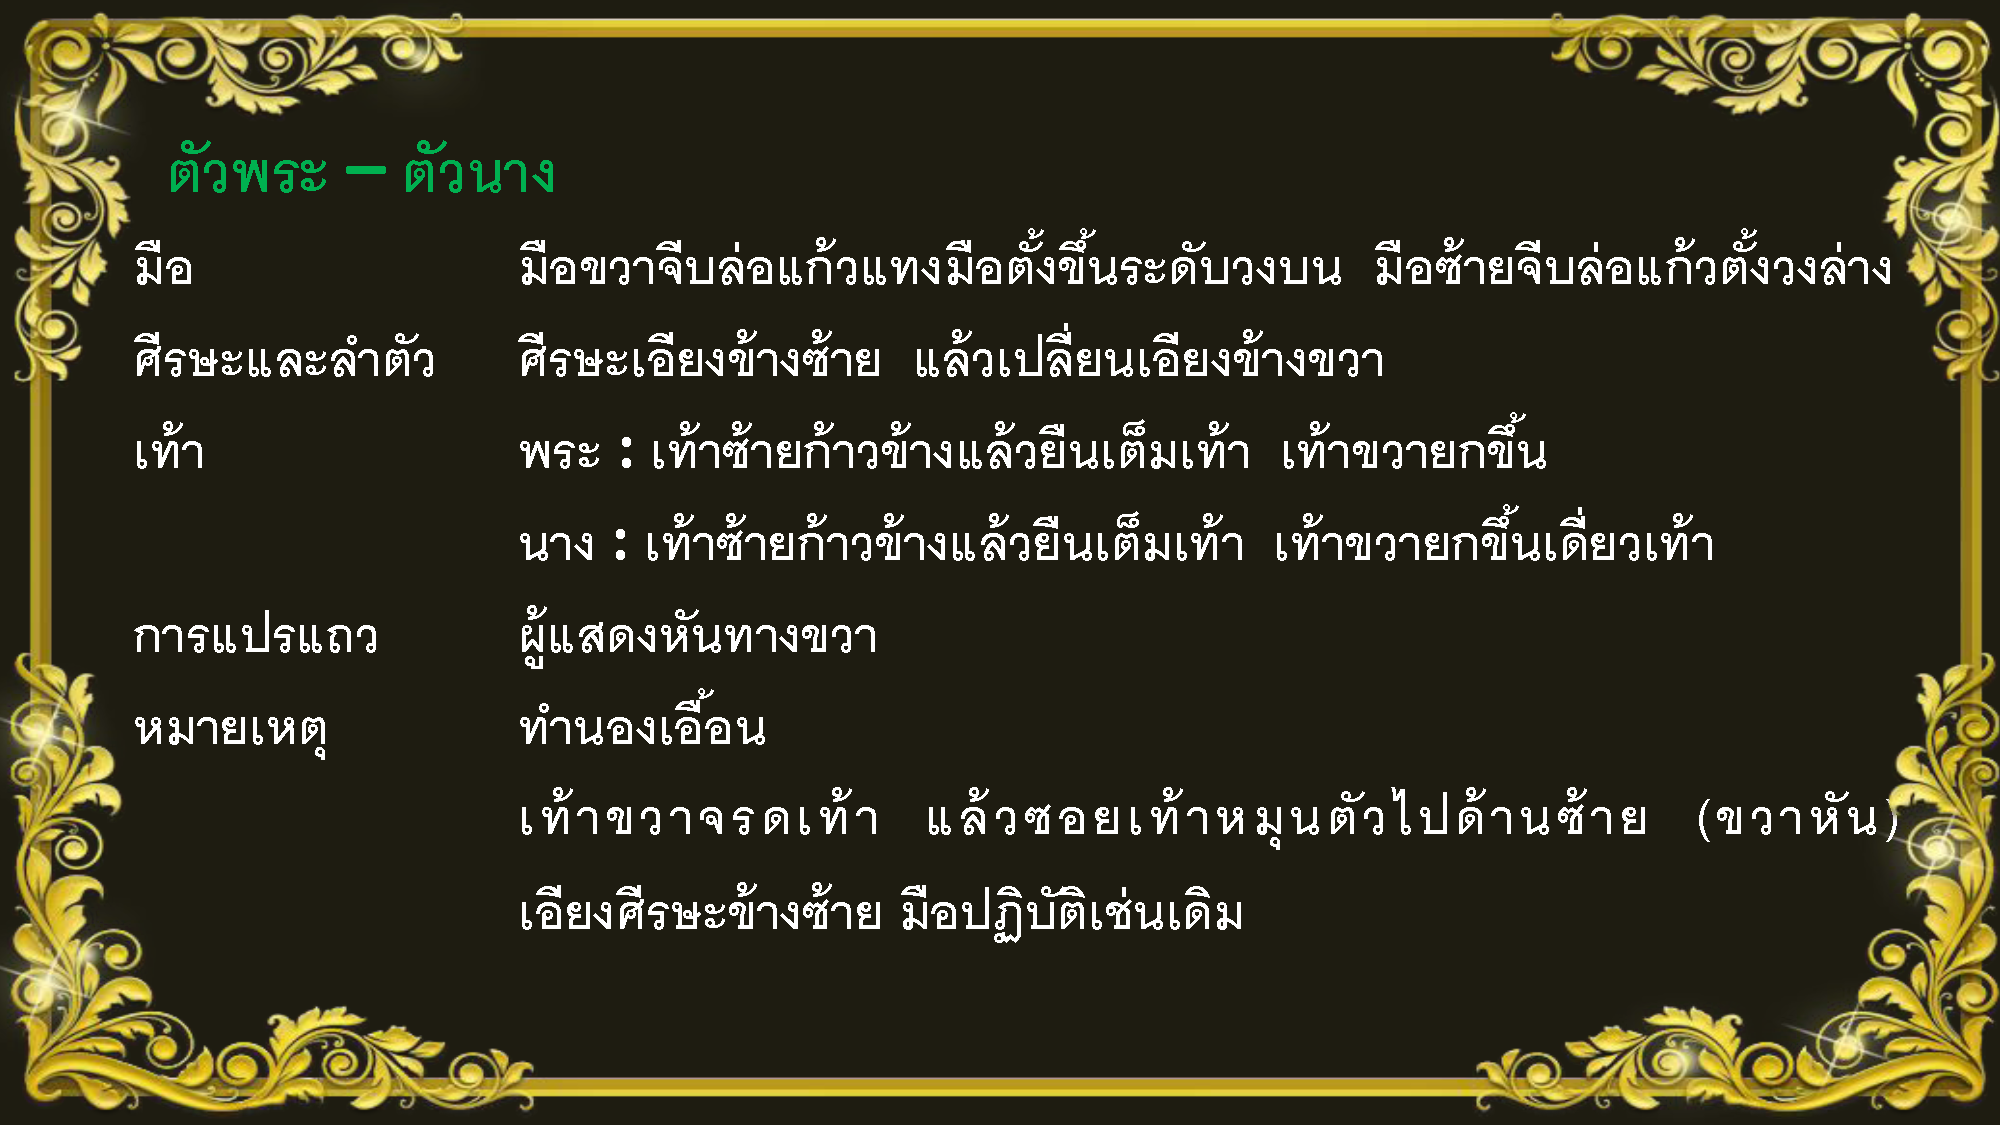 ตัวพระ – ตัวนาง
มือ มือขวาจีบล่อแก้วแทงมือตั้งขึ้นระดับวงบน มือซ้ายจีบล่อแก้วตั้งวงล่าง
ศีรษะและลำตัว ศีรษะเอียงข้างซ้าย แล้วเปลี่ยนเอียงข้างขวา
เท้า พระ : เท้าซ้ายก้าวข้างแล้วยืนเต็มเท้า เท้าขวายกขึ้น
นาง : เท้าซ้ายก้าวข้างแล้วยืนเต็มเท้า เท้าขวายกขึ้นเดี่ยวเท้า
การแปรแถว ผู้แสดงหันทางขวา
หมายเหตุ ทำนองเอื้อน
เท้าขวาจรดเท้า แล้วซอยเท้าหมุนตัวไปด้านซ้าย (ขวาหัน)
เอียงศีรษะข้างซ้าย มือปฏิบัติเช่นเดิม